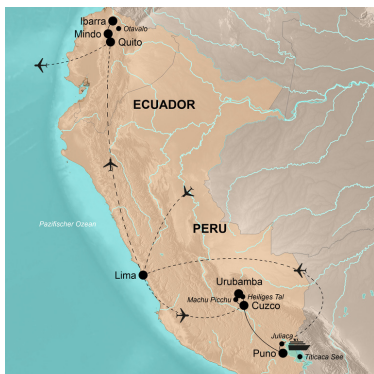 Ibarra
Otavalo
Mindo
Quito
ECUADOR
Pazifischer Ozean
PERU
Lima
Urubamba
Machu Picchu
Heiliges Tal
Cuzco
Juliaca
Puno
Titicaca See